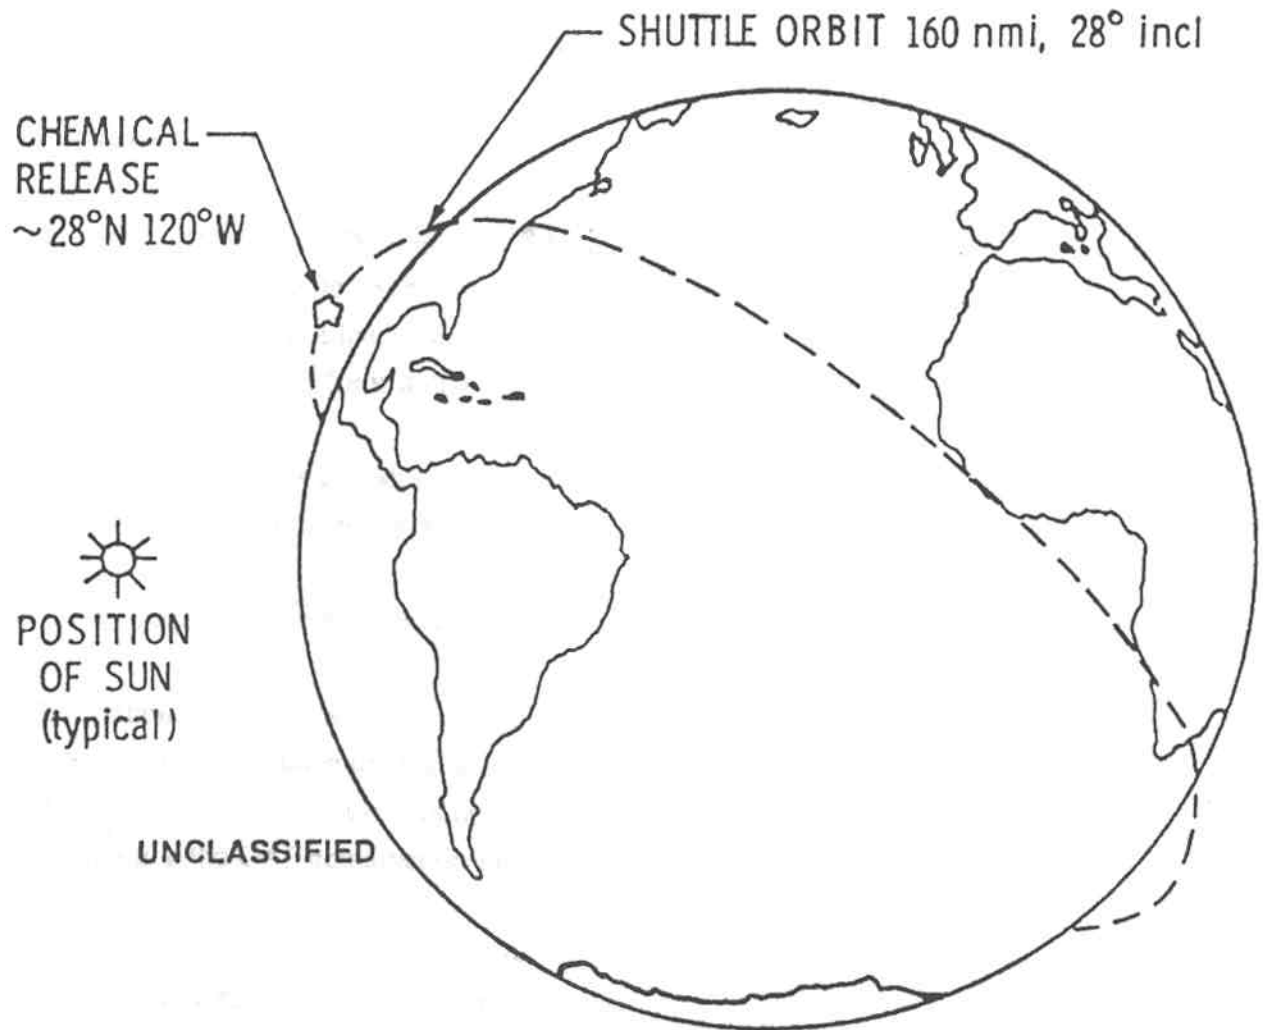 SHUTTLE ORBIT 160 nmi, 28° incl
CHEMICAL
RELEASE
~28°N 120°W
POSITION
OF SUN
(typical)
UNCLASSIFIED